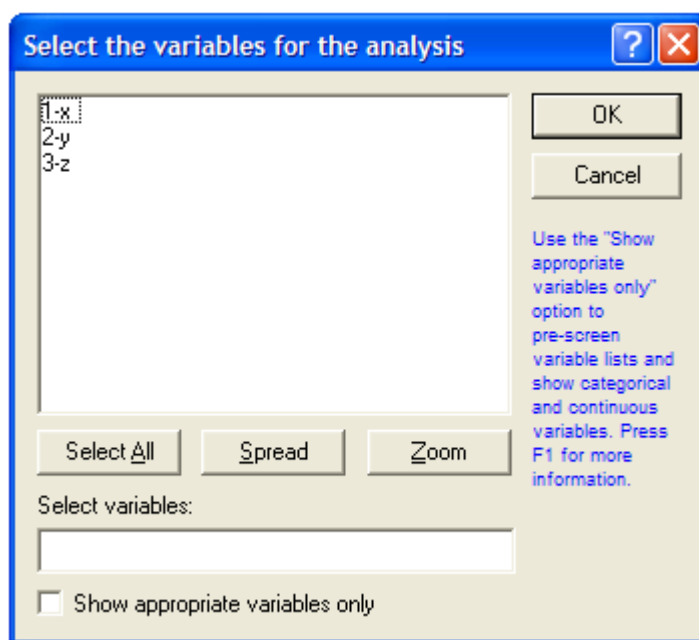 Select the variables for the analysis
?
1-x
2-y
3-z
OK
Cancel
Use the "Show
appropriate
variables only"
option to
pre-screen
variable lists and
show categorical
and continuous
variables. Press
F1 for more
information.
Select All
Spread
Zoom
Select variables:
Show appropriate variables only